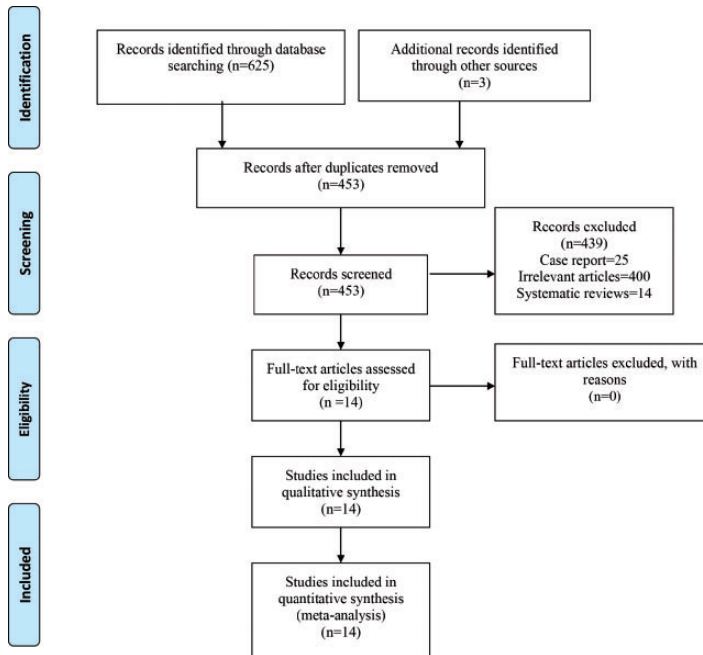 Identification
Records identified through database
searching (n=625)
Additional records identified
through other sources
(n=3)
Records after duplicates removed
(n=453)
Screening
Records screened
(n=453)
Records excluded
(n=439)
Case report=25
Irrelevant articles=400
Systematic reviews=14
Eligibility
Full-text articles assessed
for eligibility
(n =14)
Full-text articles excluded, with
reasons
(n=0)
Studies included in
qualitative synthesis
(n=14)
Included
Studies included in
quantitative synthesis
(meta-analysis)
(n=14)